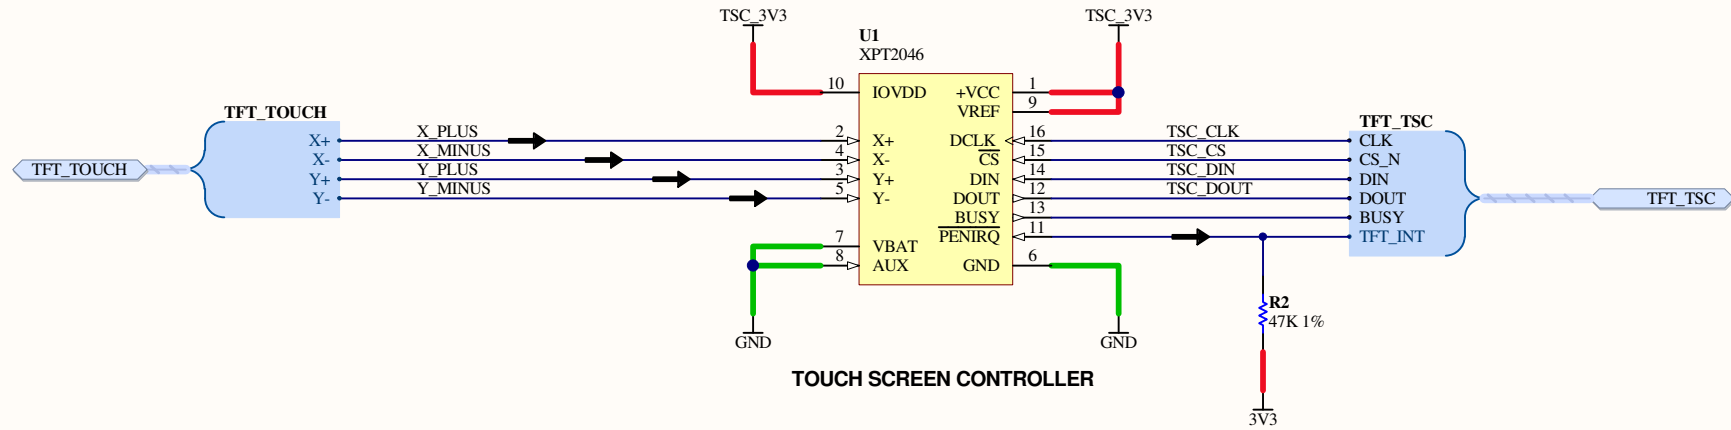 TSC_3V3
TSC_3V3
U1
XPT2046
10 IOVDD
+VCC 1
VREF 9
TFT_TOUCH
TFT_TSC
X+ X_PLUS 2 X+ DCLK 16 TSC_CLK CLK
X- X_MINUS 4 X- CS 15 TSC_CS CS_N
TFT_TOUCH
Y+ Y_PLUS 3 Y+ DIN 14 TSC_DIN DIN
Y- Y_MINUS 5 Y- DOUT 12 TSC_DOUT DOUT
TFT_TSC
BUSY 13 BUSY
PENIRQ 11 TFT_INT
7 VBAT
8 AUX
GND 6
R2
47K 1%
GND
GND
TOUCH SCREEN CONTROLLER
3V3